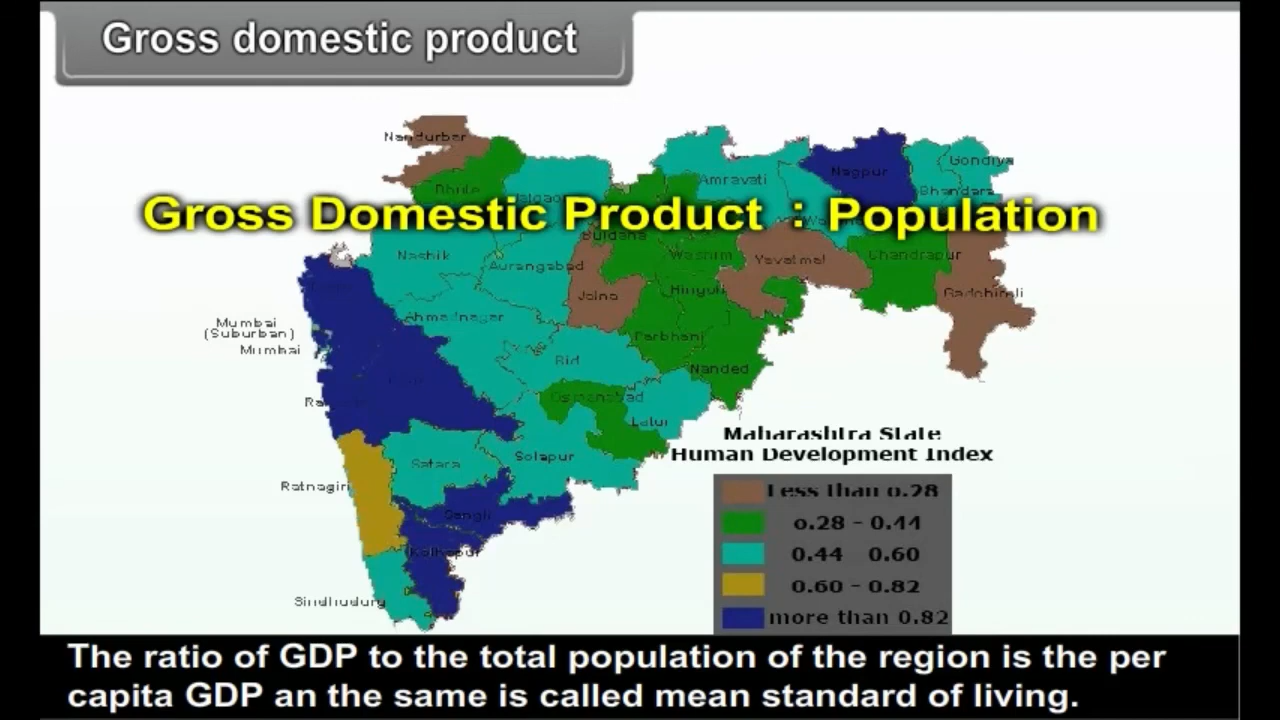 Gross domestic product
Nandurbar
Dhule
Amravati
Nagpur
Gondiya
Bhandara
Gross Domestic Product : Population
Buldana
Nashik
Aurangabad
Washim
Yavatmal
Chandrapur
Jalna
Hingoli
Gadchiroli
Ahmadnagar
Mumbai
(Suburban)
Mumbai
Parbhani
Bid
Nanded
Osmanabad
Latur
Maharashtra State
Human Development Index
Satara
Solapur
Ratnagiri
Less than 0.28
Sangli
0.28 - 0.44
Kolhapur
0.44 0.60
0.60 - 0.82
Sindhudurg
more than 0.82
The ratio of GDP to the total population of the region is the per
capita GDP an the same is called mean standard of living.